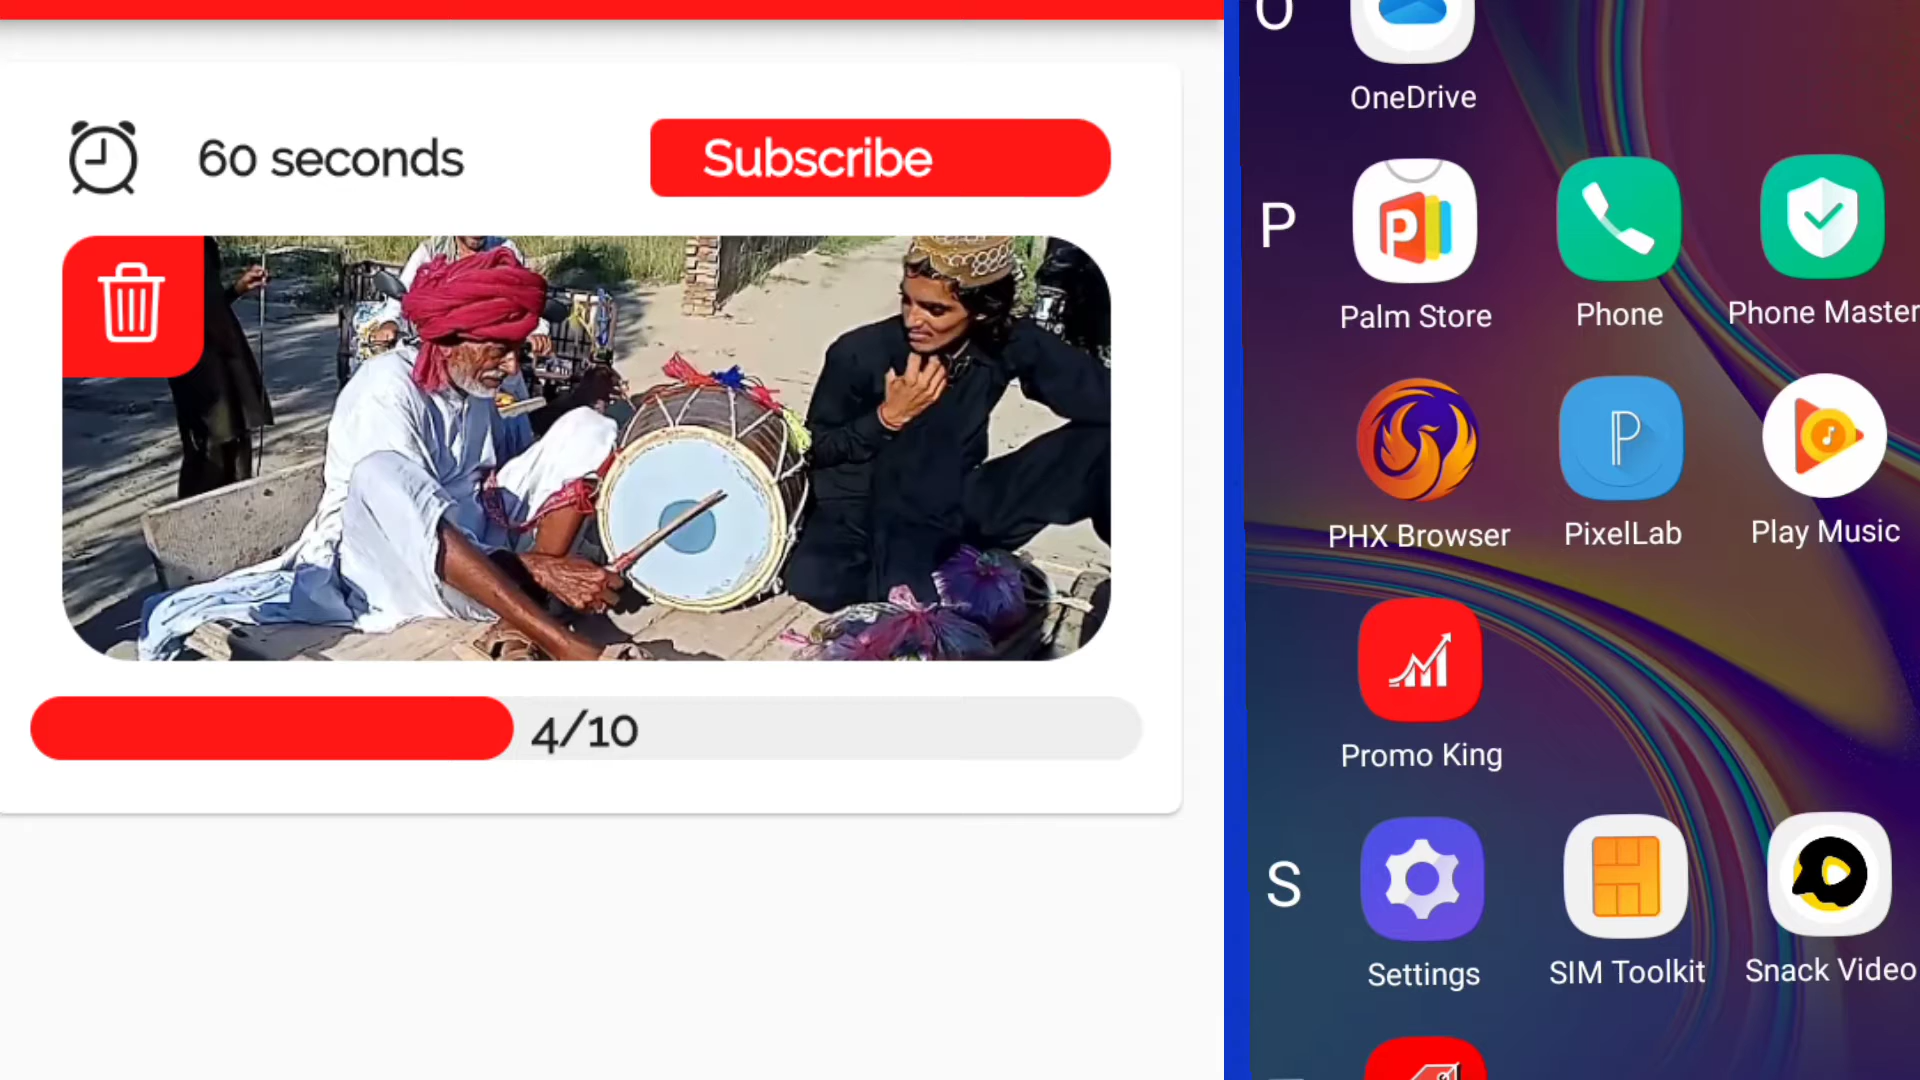 60 seconds
Subscribe
4/10
O
OneDrive
P
Palm Store
Phone
Phone Master
PHX Browser
PixelLab
Play Music
Promo King
S
Settings
SIM Toolkit
Snack Video